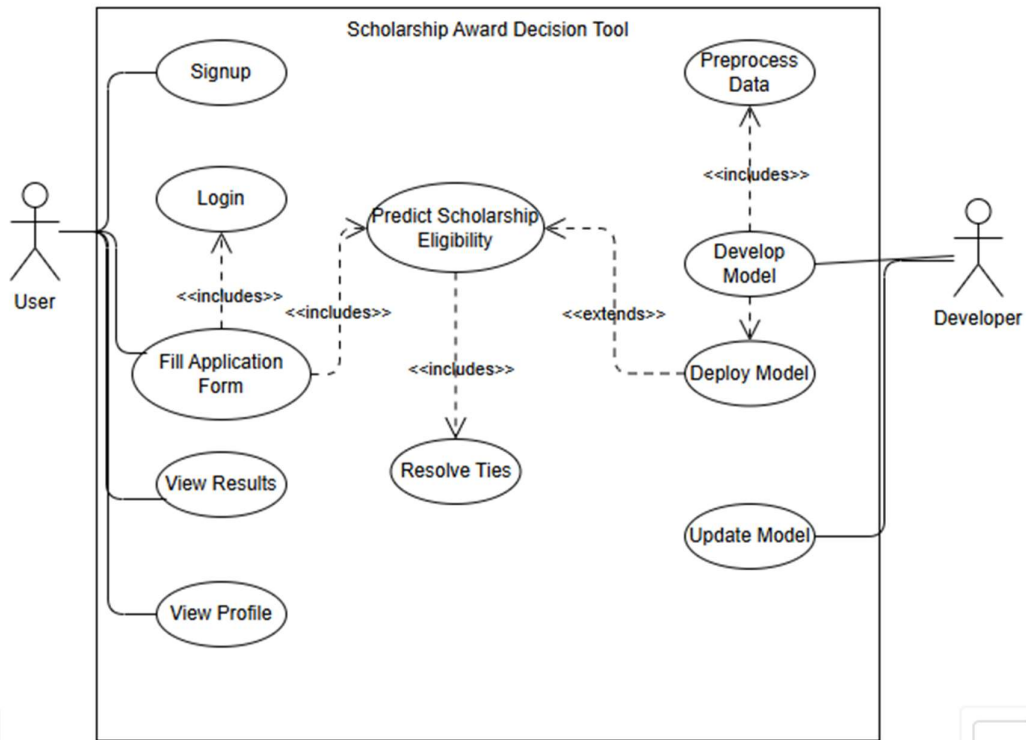 Scholarship Award Decision Tool
Signup
Preprocess
Data
<<includes>>
Login
Predict Scholarship
Eligibility
Develop
Model
User
Developer
<<includes>>
<<includes>>
<<extends>>
Fill Application
Form
<<includes>>
Deploy Model
View Results
Resolve Ties
Update Model
View Profile